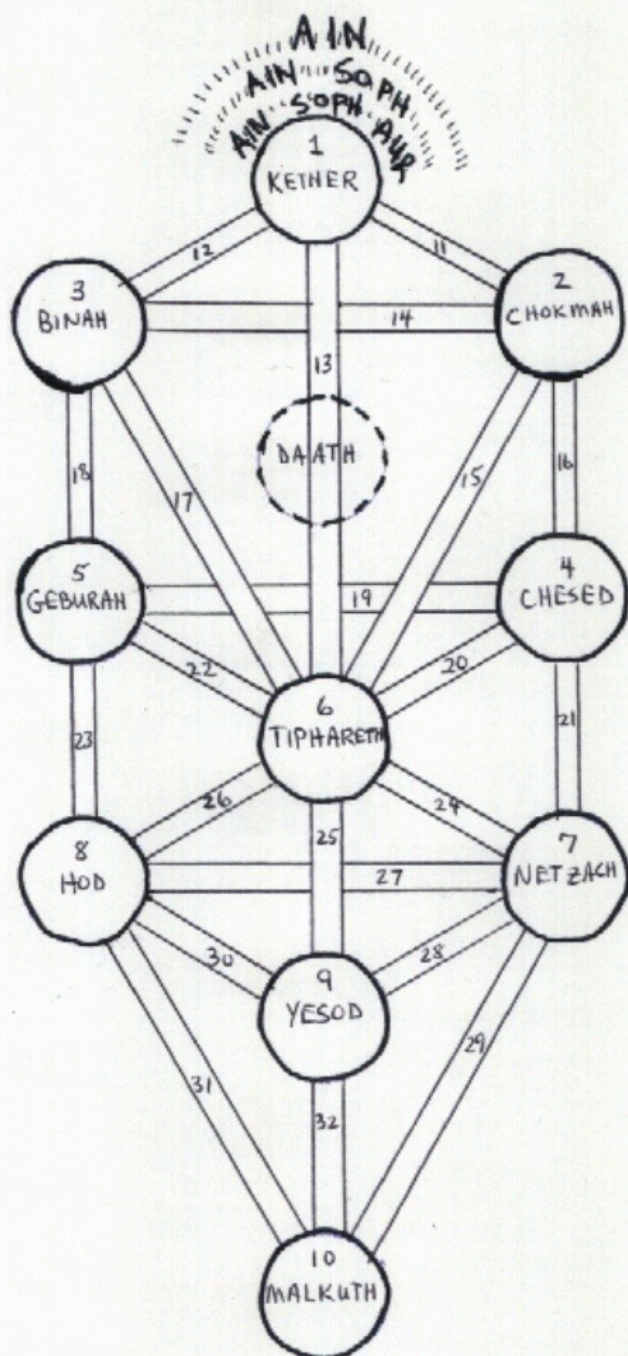 AIN
AIN SOPH
AIN SOPH AUR
1
KETHER
12
11
3
BINAH
2
CHOKMAH
14
13
DAATH
18
17
15
16
5
GEBURAH
4
CHESED
19
22
20
6
TIPHARETH
23
21
26
24
25
8
HOD
7
NETZACH
27
30
28
9
YESOD
31
29
32
10
MALKUTH